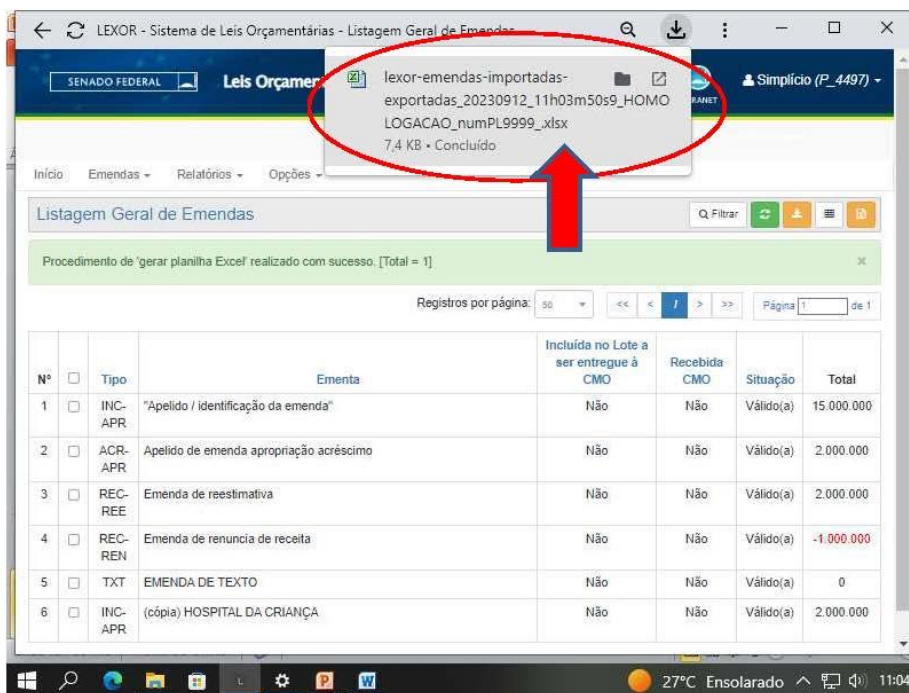 LEXOR - Sistema de Leis Orçamentárias - Listagem Geral de Emendas
SENADO FEDERAL
Leis Orçamen
lexor-emendas-importadas-
exportadas_20230912_11h03m50s9_HOMO
LOGACAO_numPL9999_.xlsx
7,4 KB • Concluído
RANET
Simplício (P_4497)
Início Emendas Relatórios Opções
Listagem Geral de Emendas
Filtrar
Procedimento de 'gerar planilha Excel' realizado com sucesso. [Total = 1]
Registros por página: 50 << < 1 > >> Página 1 de 1
Nº Tipo Ementa Incluída no Lote a ser entregue à CMO Recebida CMO Situação Total
1 INC-APR "Apelido / identificação da emenda" Não Não Válido(a) 15.000.000
2 ACR-APR Apelido de emenda apropriação acréscimo Não Não Válido(a) 2.000.000
3 REC-REE Emenda de reestimativa Não Não Válido(a) 2.000.000
4 REC-REN Emenda de renuncia de receita Não Não Válido(a) -1.000.000
5 TXT EMENDA DE TEXTO Não Não Válido(a) 0
6 INC-APR (cópia) HOSPITAL DA CRIANÇA Não Não Válido(a) 2.000.000
27°C Ensolarado 11:04